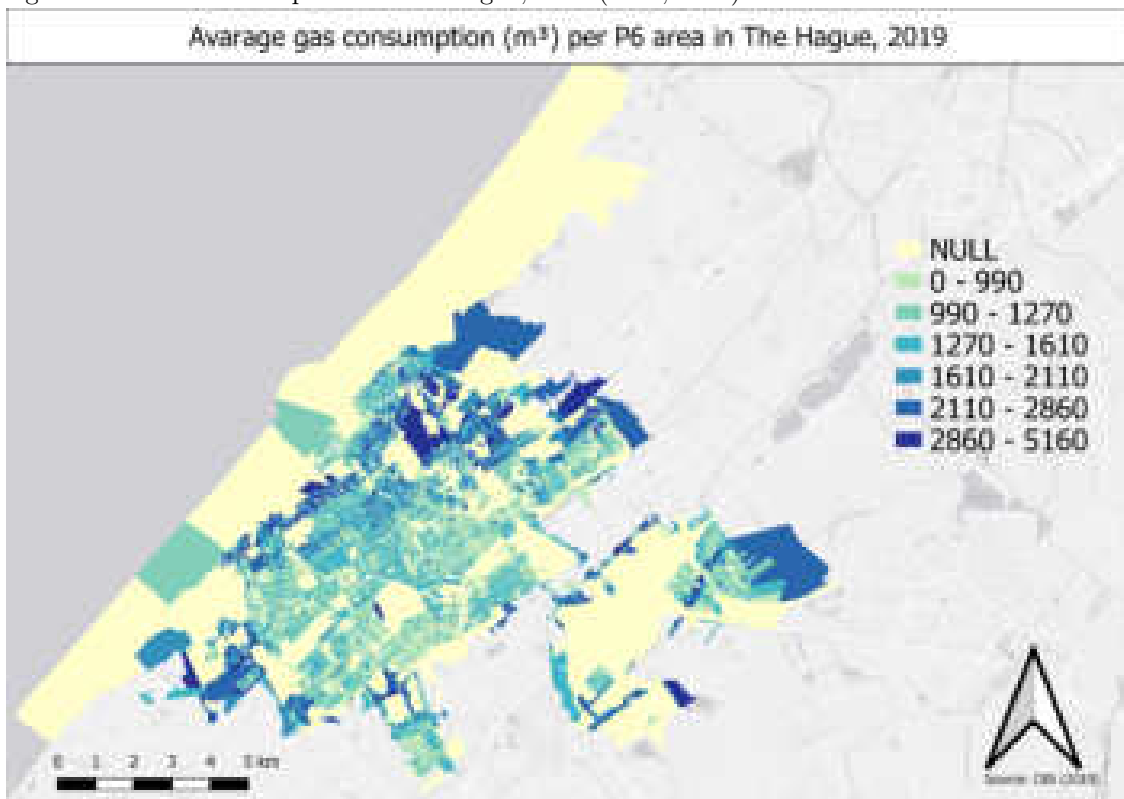 Avarage gas consumption (m³) per P6 area in The Hague, 2019
NULL
0 - 990
990 - 1270
1270 - 1610
1610 - 2110
2110 - 2860
2860 - 5160
0 1 2 3 4 5 km